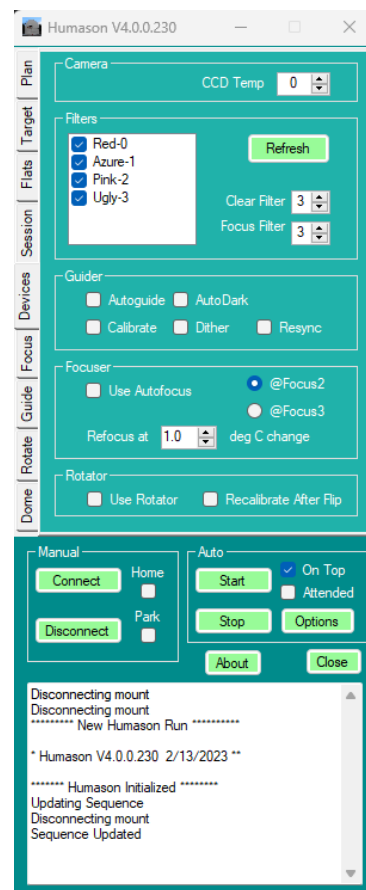 Humason V4.0.0.230
Plan
Target
Flats
Session
Devices
Focus
Guide
Rotate
Dome
Camera
CCD Temp 0
Filters
Red-0
Azure-1
Pink-2
Ugly-3
Refresh
Clear Filter 3
Focus Filter 3
Guider
Autoguide AutoDark
Calibrate Dither Resync
Focuser
Use Autofocus @Focus2
@Focus3
Refocus at 1.0 deg C change
Rotator
Use Rotator Recalibrate After Flip
Manual
Connect Home
Disconnect Park
Auto
Start On Top
Attended
Stop Options
About Close
Disconnecting mount
Disconnecting mount
********* New Humason Run **********
* Humason V4.0.0.230 2/13/2023 **
******* Humason Initialized ********
Updating Sequence
Disconnecting mount
Sequence Updated